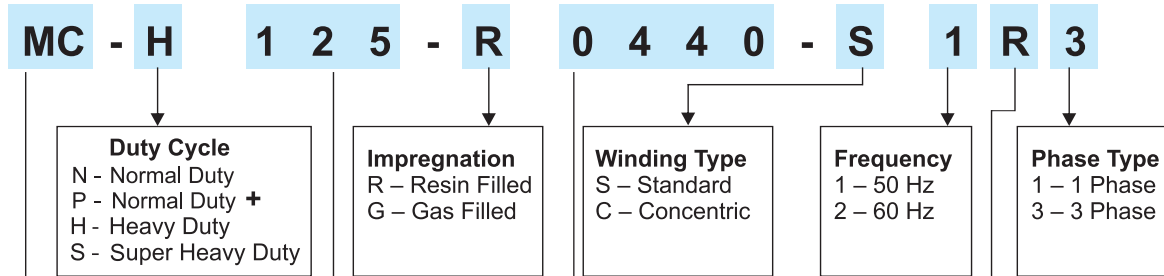 MC - H 1 2 5 - R 0 4 4 0 - S 1 R 3
Duty Cycle
N - Normal Duty
P - Normal Duty +
H - Heavy Duty
S - Super Heavy Duty
Impregnation
R – Resin Filled
G – Gas Filled
Winding Type
S – Standard
C – Concentric
Frequency
1 – 50 Hz
2 – 60 Hz
Phase Type
1 – 1 Phase
3 – 3 Phase